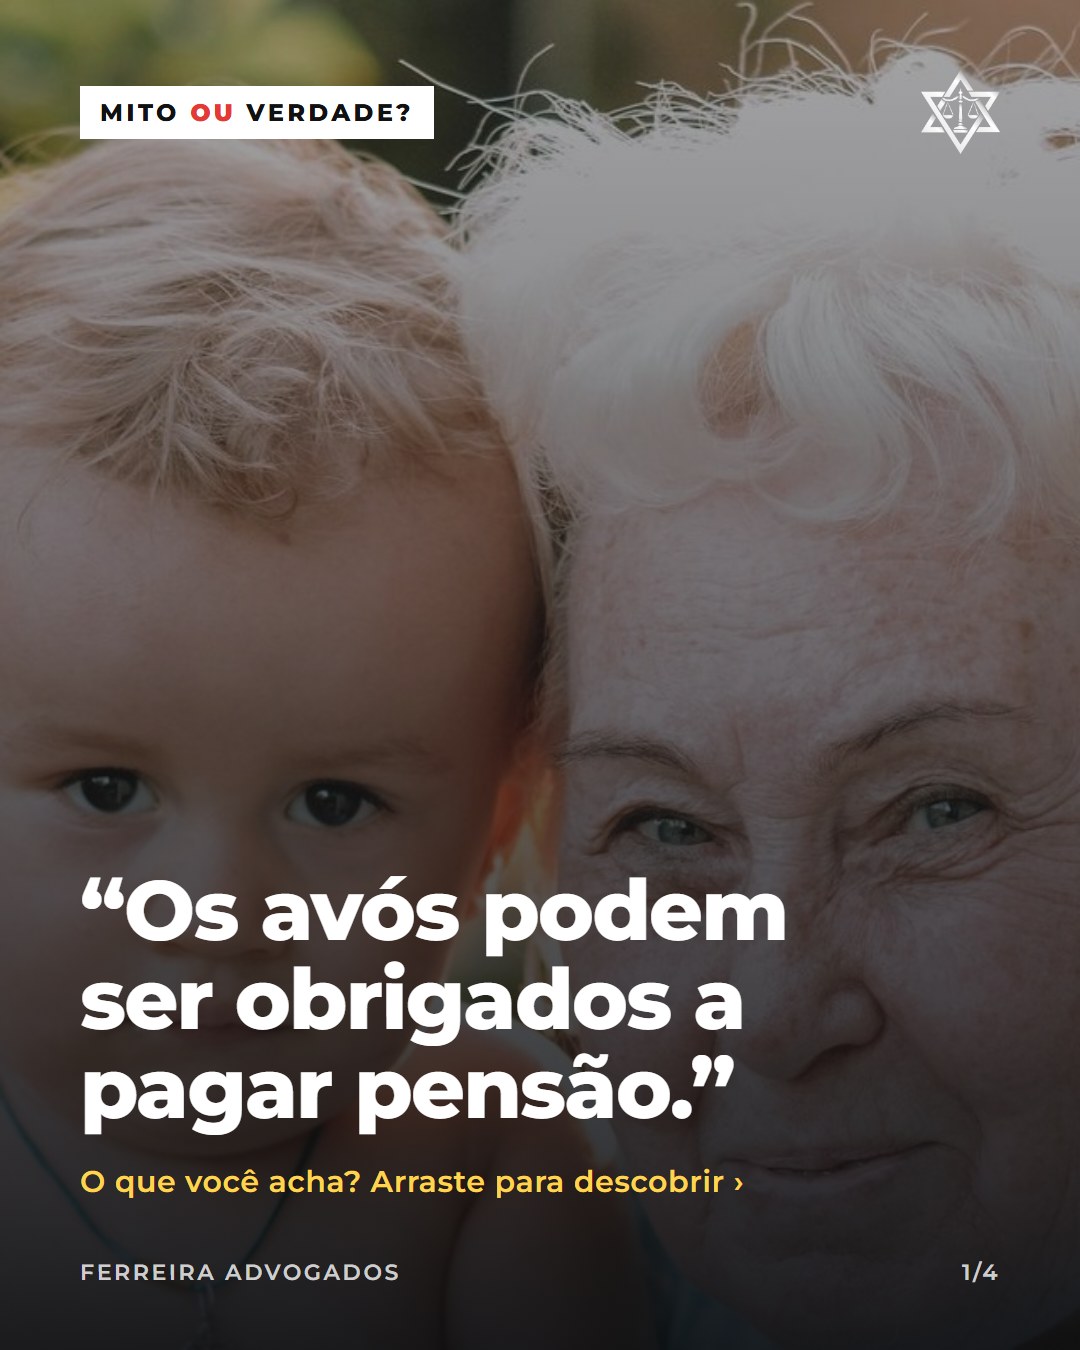 MITO OU VERDADE?
“Os avós podem
ser obrigados a
pagar pensão.”
O que você acha? Arraste para descobrir ›
FERREIRA ADVOGADOS
1/4